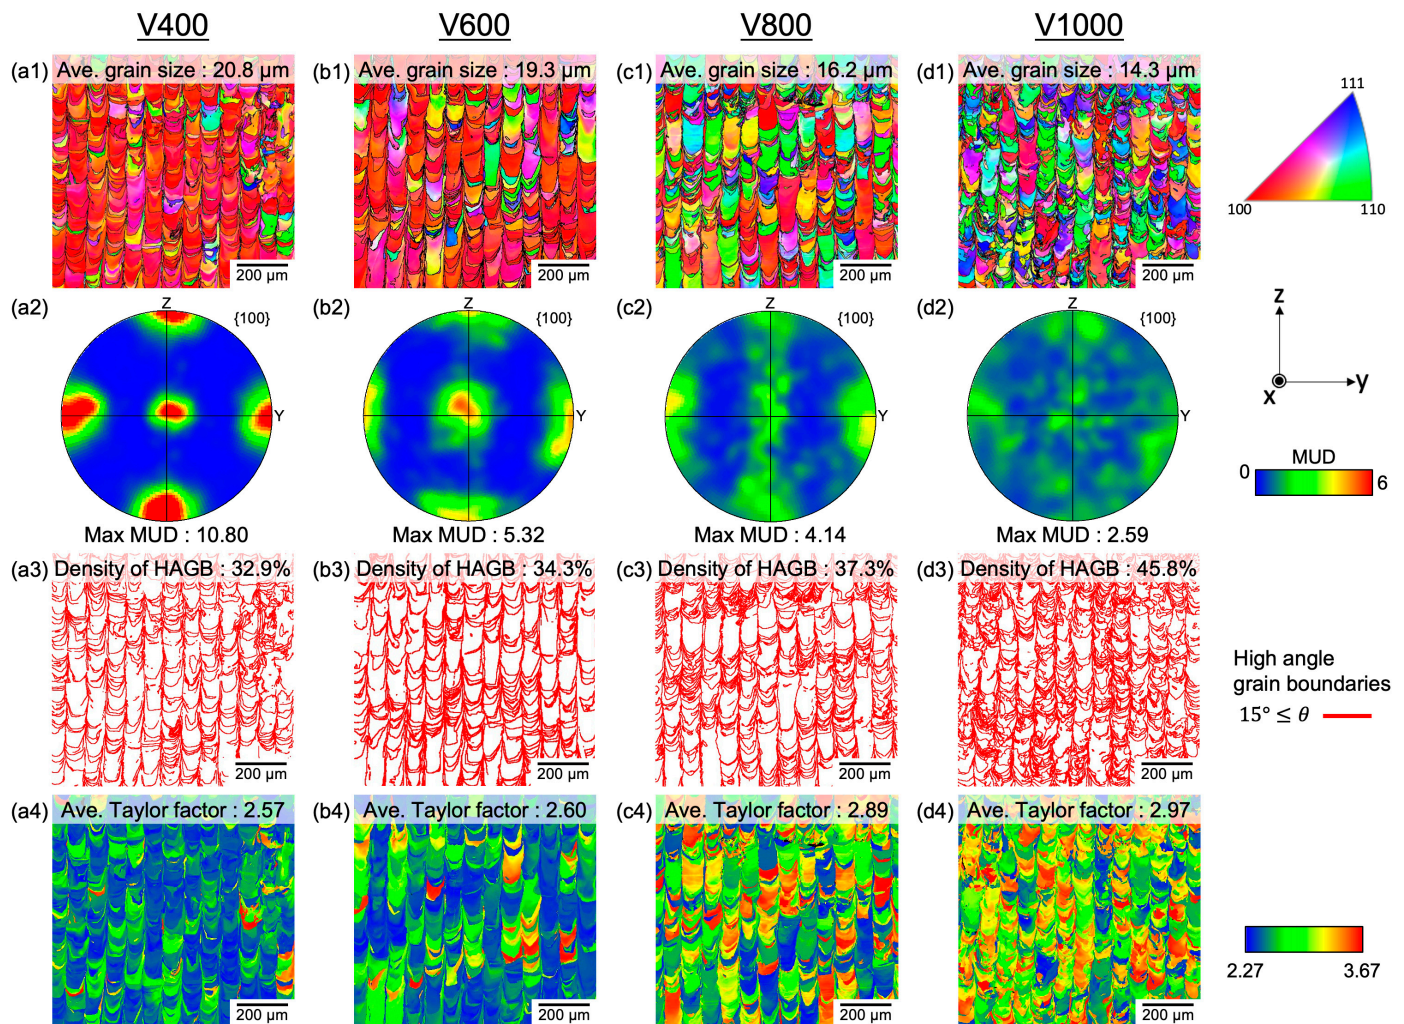 V400 V600 V800 V1000
(a1) Ave. grain size : 20.8 µm (b1) Ave. grain size : 19.3 µm (c1) Ave. grain size : 16.2 µm (d1) Ave. grain size : 14.3 µm
111
100 110
200 µm 200 µm 200 µm 200 µm
(a2) Z {100} (b2) Z {100} (c2) Z {100} (d2) Z {100}
z
Y Y Y Y
x y
MUD
0 6
Max MUD : 10.80 Max MUD : 5.32 Max MUD : 4.14 Max MUD : 2.59
(a3) Density of HAGB : 32.9% (b3) Density of HAGB : 34.3% (c3) Density of HAGB : 37.3% (d3) Density of HAGB : 45.8%
High angle
grain boundaries
15° ≤ θ
200 µm 200 µm 200 µm 200 µm
(a4) Ave. Taylor factor : 2.57 (b4) Ave. Taylor factor : 2.60 (c4) Ave. Taylor factor : 2.89 (d4) Ave. Taylor factor : 2.97
2.27 3.67
200 µm 200 µm 200 µm 200 µm